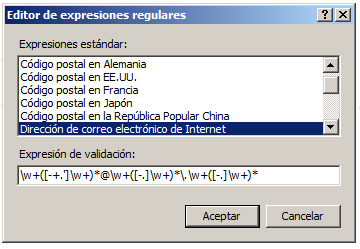 Editor de expresiones regulares
Expresiones estándar:
Código postal en Alemania
Código postal en EE.UU.
Código postal en Francia
Código postal en Japón
Código postal en la República Popular China
Dirección de correo electrónico de Internet
Expresión de validación:
\w+([-+.']\w+)*@\w+([-.]\w+)*\.\w+([-.]\w+)*
Aceptar
Cancelar